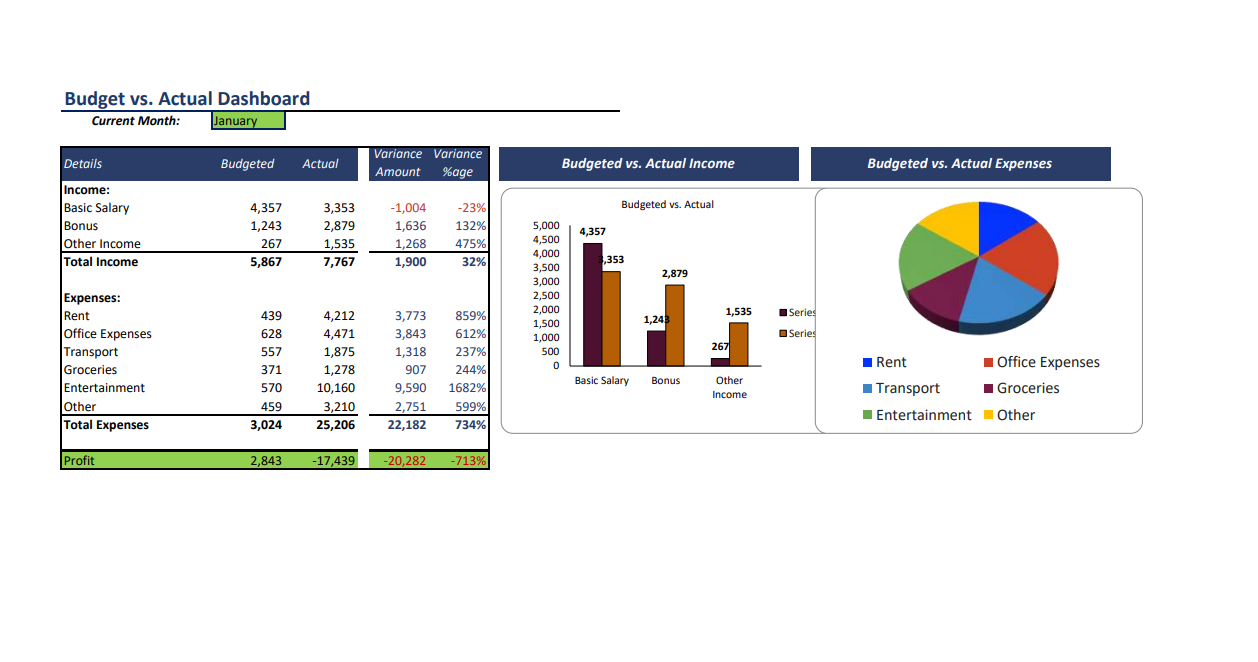 Budget vs. Actual Dashboard
Current Month: January
Details Budgeted Actual Variance Amount Variance %age
Income:
Basic Salary 4,357 3,353 -1,004 -23%
Bonus 1,243 2,879 1,636 132%
Other Income 267 1,535 1,268 475%
Total Income 5,867 7,767 1,900 32%
Expenses:
Rent 439 4,212 3,773 859%
Office Expenses 628 4,471 3,843 612%
Transport 557 1,875 1,318 237%
Groceries 371 1,278 907 244%
Entertainment 570 10,160 9,590 1682%
Other 459 3,210 2,751 599%
Total Expenses 3,024 25,206 22,182 734%
Profit 2,843 -17,439 -20,282 -713%
Budgeted vs. Actual Income
Budgeted vs. Actual
5,000
4,500
4,000
3,500
3,000
2,500
2,000
1,500
1,000
500
0
4,357
3,353
1,243
2,879
267
1,535
Basic Salary Bonus Other
Income
Series
Series
Budgeted vs. Actual Expenses
Rent Office Expenses
Transport Groceries
Entertainment Other